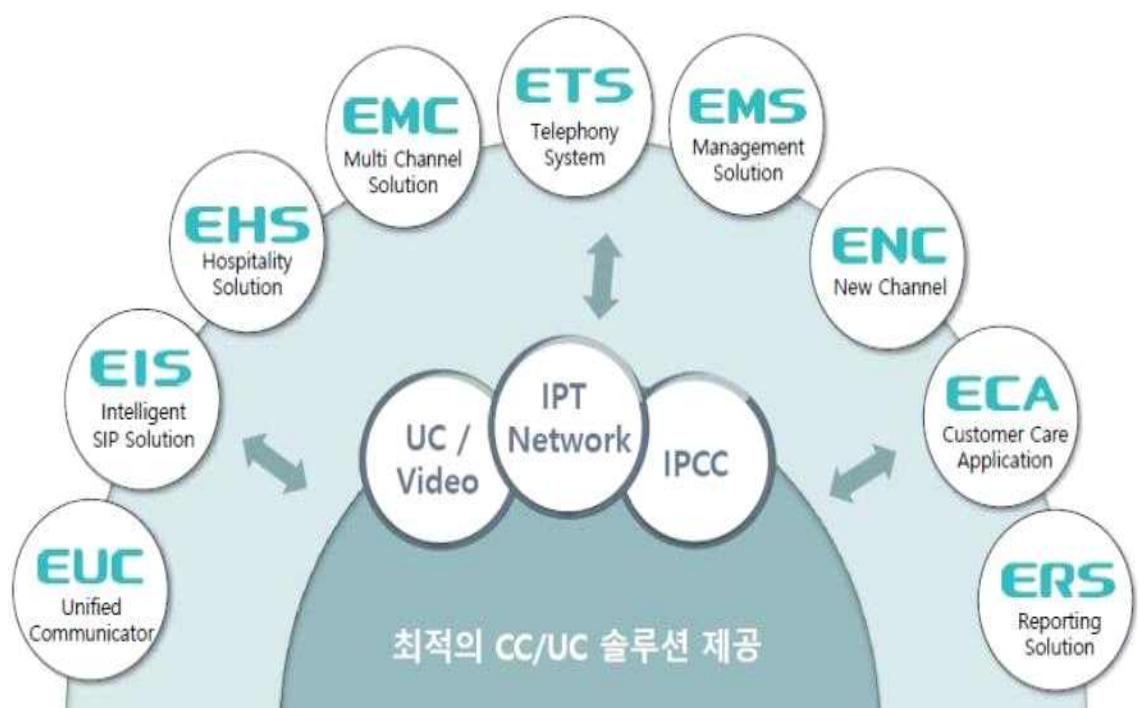 ETS
Telephony
System
EMC
Multi Channel
Solution
EMS
Management
Solution
EHS
Hospitality
Solution
ENC
New Channel
EIS
Intelligent
SIP Solution
ECA
Customer Care
Application
EUC
Unified
Communicator
ERS
Reporting
Solution
UC /
Video
IPT
Network
IPCC
최적의 CC/UC 솔루션 제공